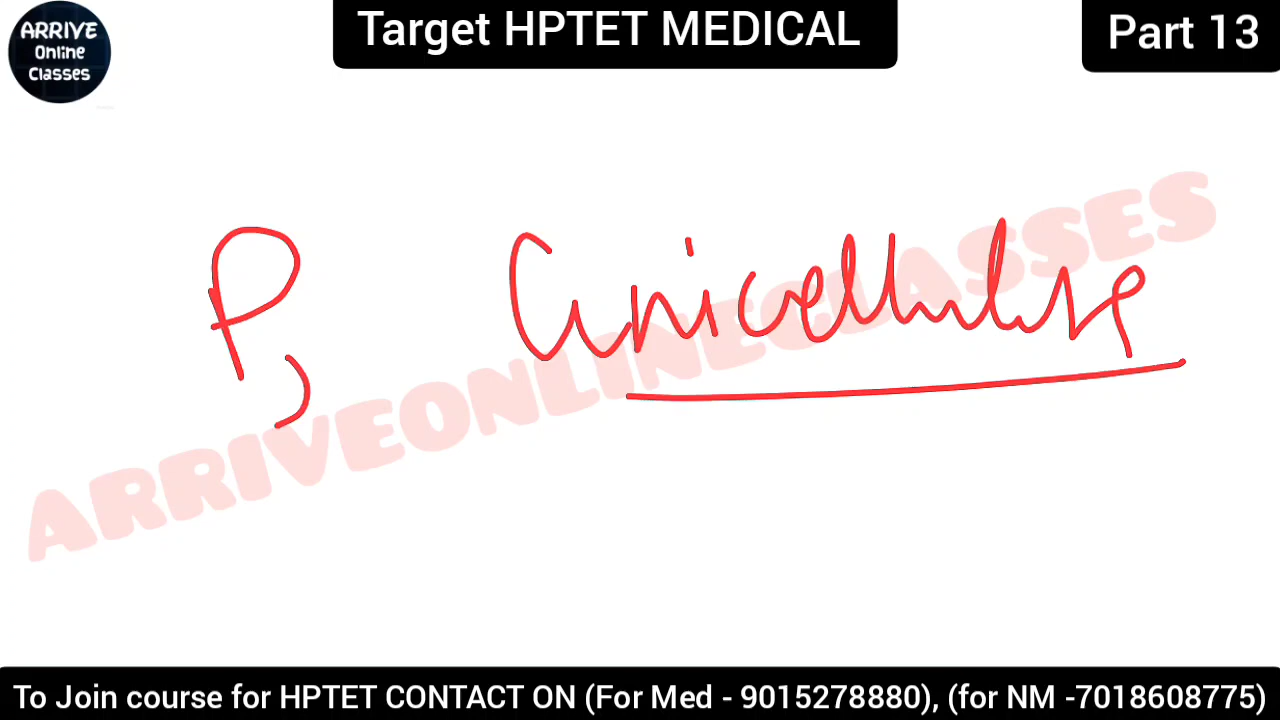 ARRIVE
Online
Classes
Target HPTET MEDICAL
Part 13
P, Unicellular
ARRIVEONLINECLASSES
To Join course for HPTET CONTACT ON (For Med - 9015278880), (for NM -7018608775)